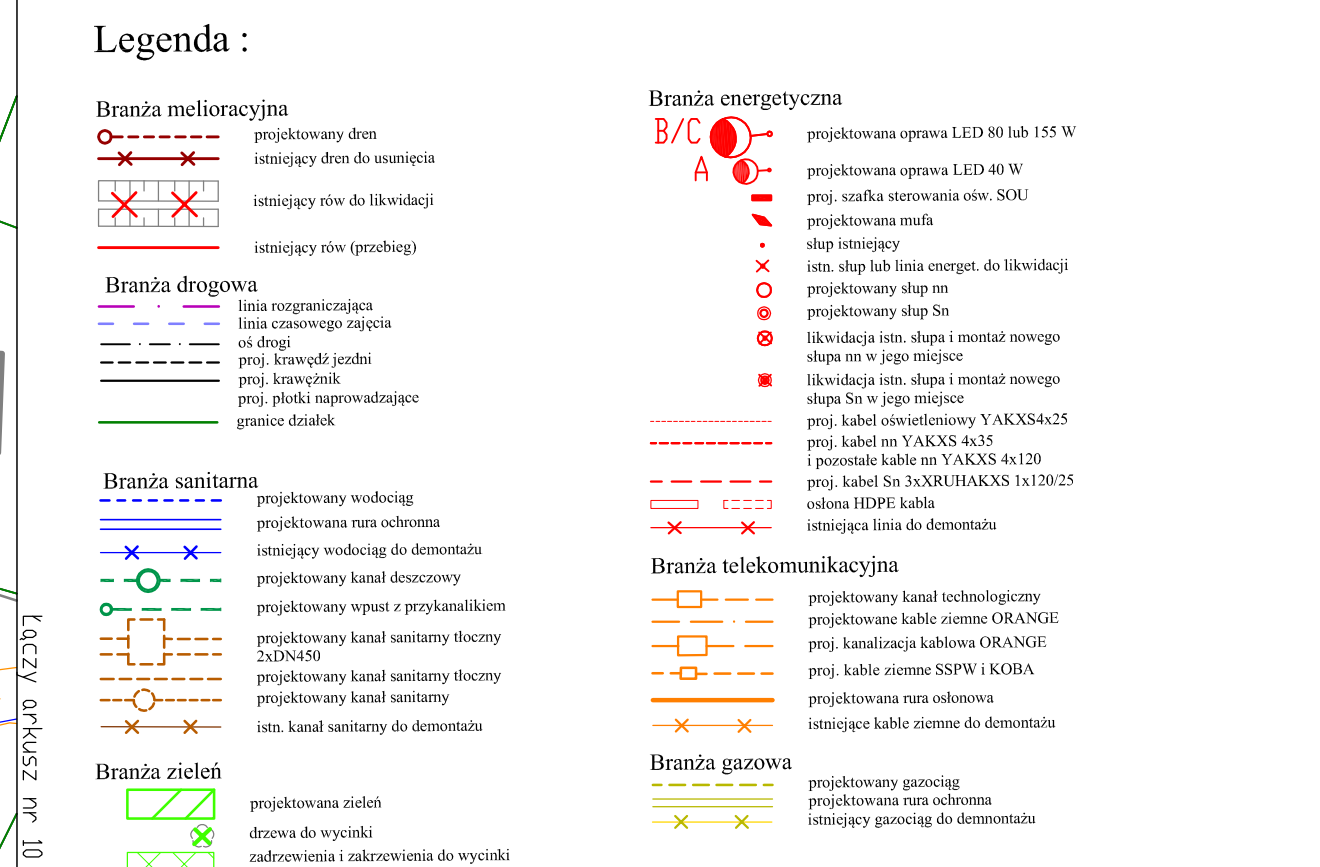 Legenda :
Branża melioracyjna
projektowany dren
istniejący dren do usunięcia
istniejący rów do likwidacji
istniejący rów (przebieg)
Branża drogowa
linia rozgraniczająca
linia czasowego zajęcia
oś drogi
proj. krawędź jezdni
proj. krawężnik
proj. płotki naprowadzające
granice działek
Branża sanitarna
projektowany wodociąg
projektowana rura ochronna
istniejący wodociąg do demontażu
projektowany kanał deszczowy
projektowany wpust z przykanalikiem
projektowany kanał sanitarny tłoczny
2xDN450
projektowany kanał sanitarny tłoczny
projektowany kanał sanitarny
istn. kanał sanitarny do demontażu
Branża zieleń
projektowana zieleń
drzewa do wycinki
zadrzewienia i zakrzewienia do wycinki
Branża energetyczna
B/C projektowana oprawa LED 80 lub 155 W
A projektowana oprawa LED 40 W
proj. szafka sterowania ośw. SOU
projektowana mufa
słup istniejący
istn. słup lub linia energet. do likwidacji
projektowany słup nn
projektowany słup Sn
likwidacja istn. słupa i montaż nowego
słupa nn w jego miejsce
likwidacja istn. słupa i montaż nowego
słupa Sn w jego miejsce
proj. kabel oświetleniowy YAKXS4x25
proj. kabel nn YAKXS 4x35
i pozostałe kable nn YAKXS 4x120
proj. kabel Sn 3xXRUHAKXS 1x120/25
osłona HDPE kabla
istniejąca linia do demontażu
Branża telekomunikacyjna
projektowany kanał technologiczny
projektowane kable ziemne ORANGE
proj. kanalizacja kablowa ORANGE
proj. kable ziemne SSPW i KOBA
projektowana rura osłonowa
istniejące kable ziemne do demontażu
Branża gazowa
projektowany gazociąg
projektowana rura ochronna
istniejący gazociąg do demnontażu
Łączy arkusz nr 10